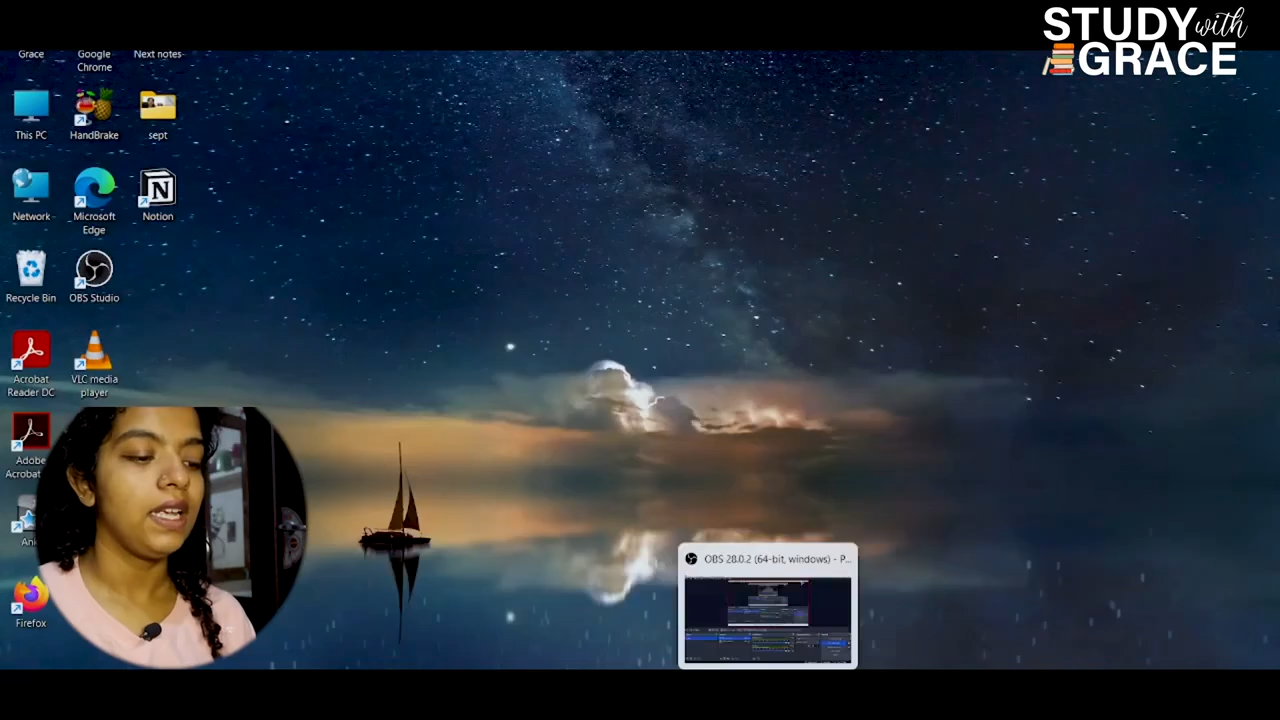 STUDY with
GRACE
Grace
Google
Chrome
Next notes
This PC
HandBrake
sept
Network
Microsoft
Edge
Notion
Recycle Bin
OBS Studio
Acrobat
Reader DC
VLC media
player
Adobe
Acrobat
Firefox
OBS 28.0.2 (64-bit, windows) - P...